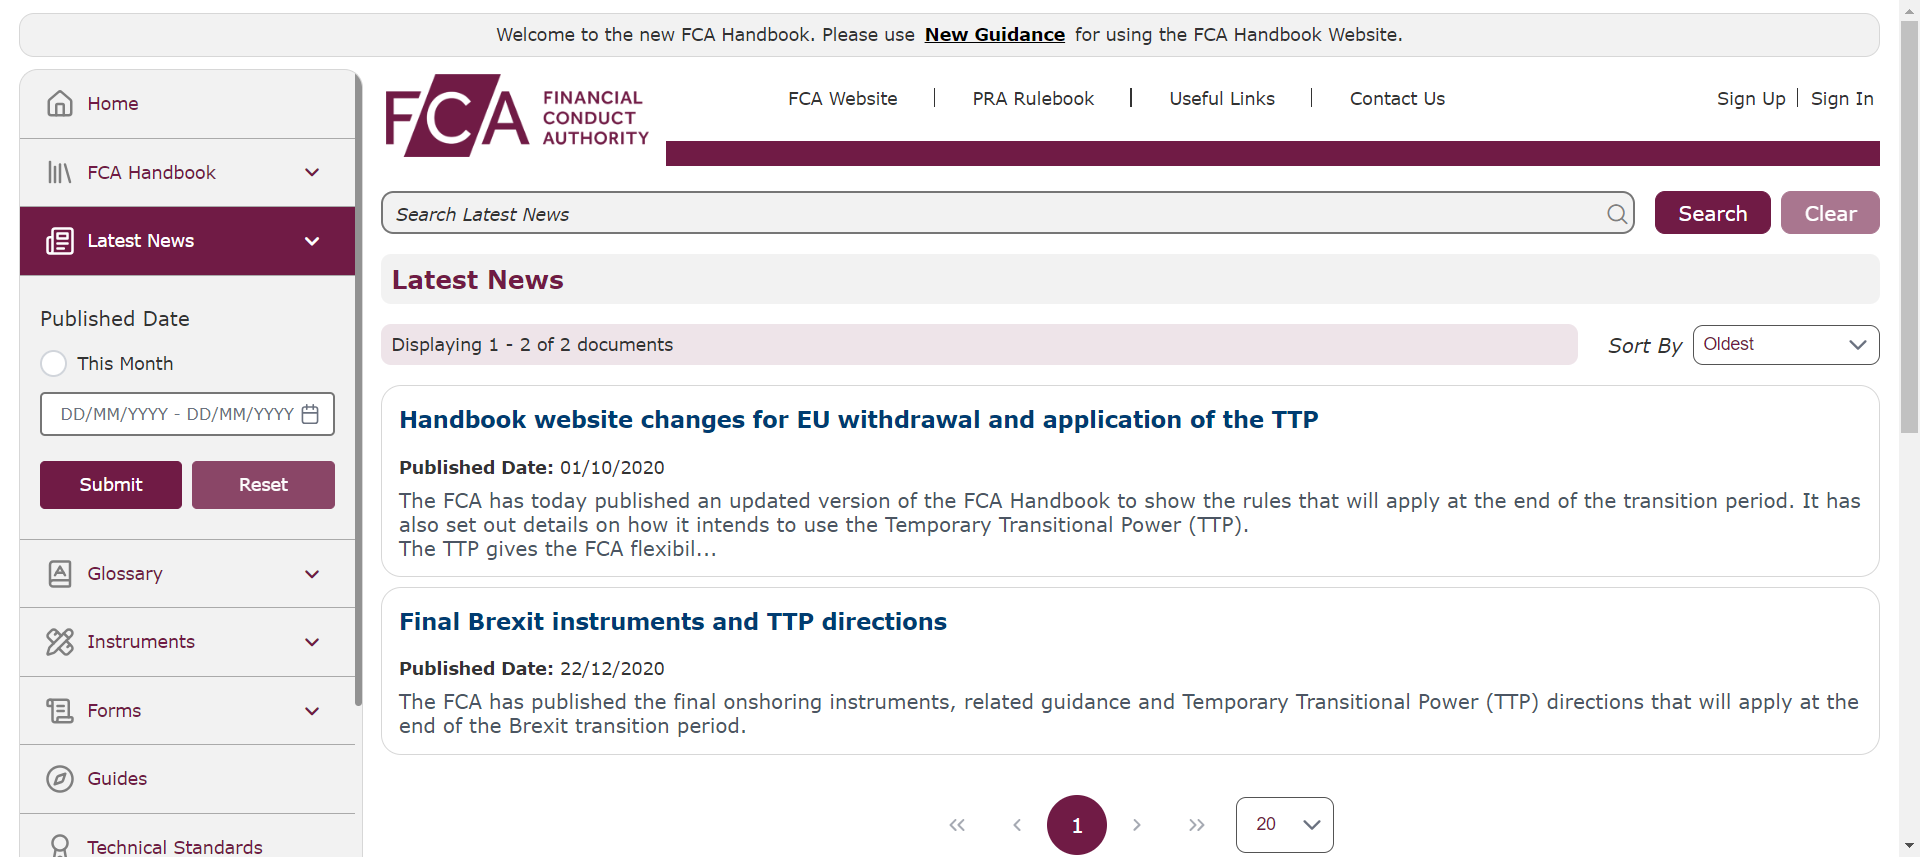 Welcome to the new FCA Handbook. Please use New Guidance for using the FCA Handbook Website.
Home
FCA Handbook
Latest News
Published Date
This Month
DD/MM/YYYY - DD/MM/YYYY
Submit Reset
Glossary
Instruments
Forms
Guides
Technical Standards
FCA FINANCIAL
CONDUCT
AUTHORITY
FCA Website | PRA Rulebook | Useful Links | Contact Us
Sign Up | Sign In
Search Latest News
Search Clear
Latest News
Displaying 1 - 2 of 2 documents
Sort By Oldest
Handbook website changes for EU withdrawal and application of the TTP
Published Date: 01/10/2020
The FCA has today published an updated version of the FCA Handbook to show the rules that will apply at the end of the transition period. It has
also set out details on how it intends to use the Temporary Transitional Power (TTP).
The TTP gives the FCA flexibil...
Final Brexit instruments and TTP directions
Published Date: 22/12/2020
The FCA has published the final onshoring instruments, related guidance and Temporary Transitional Power (TTP) directions that will apply at the
end of the Brexit transition period.
« ‹ 1 › » 20